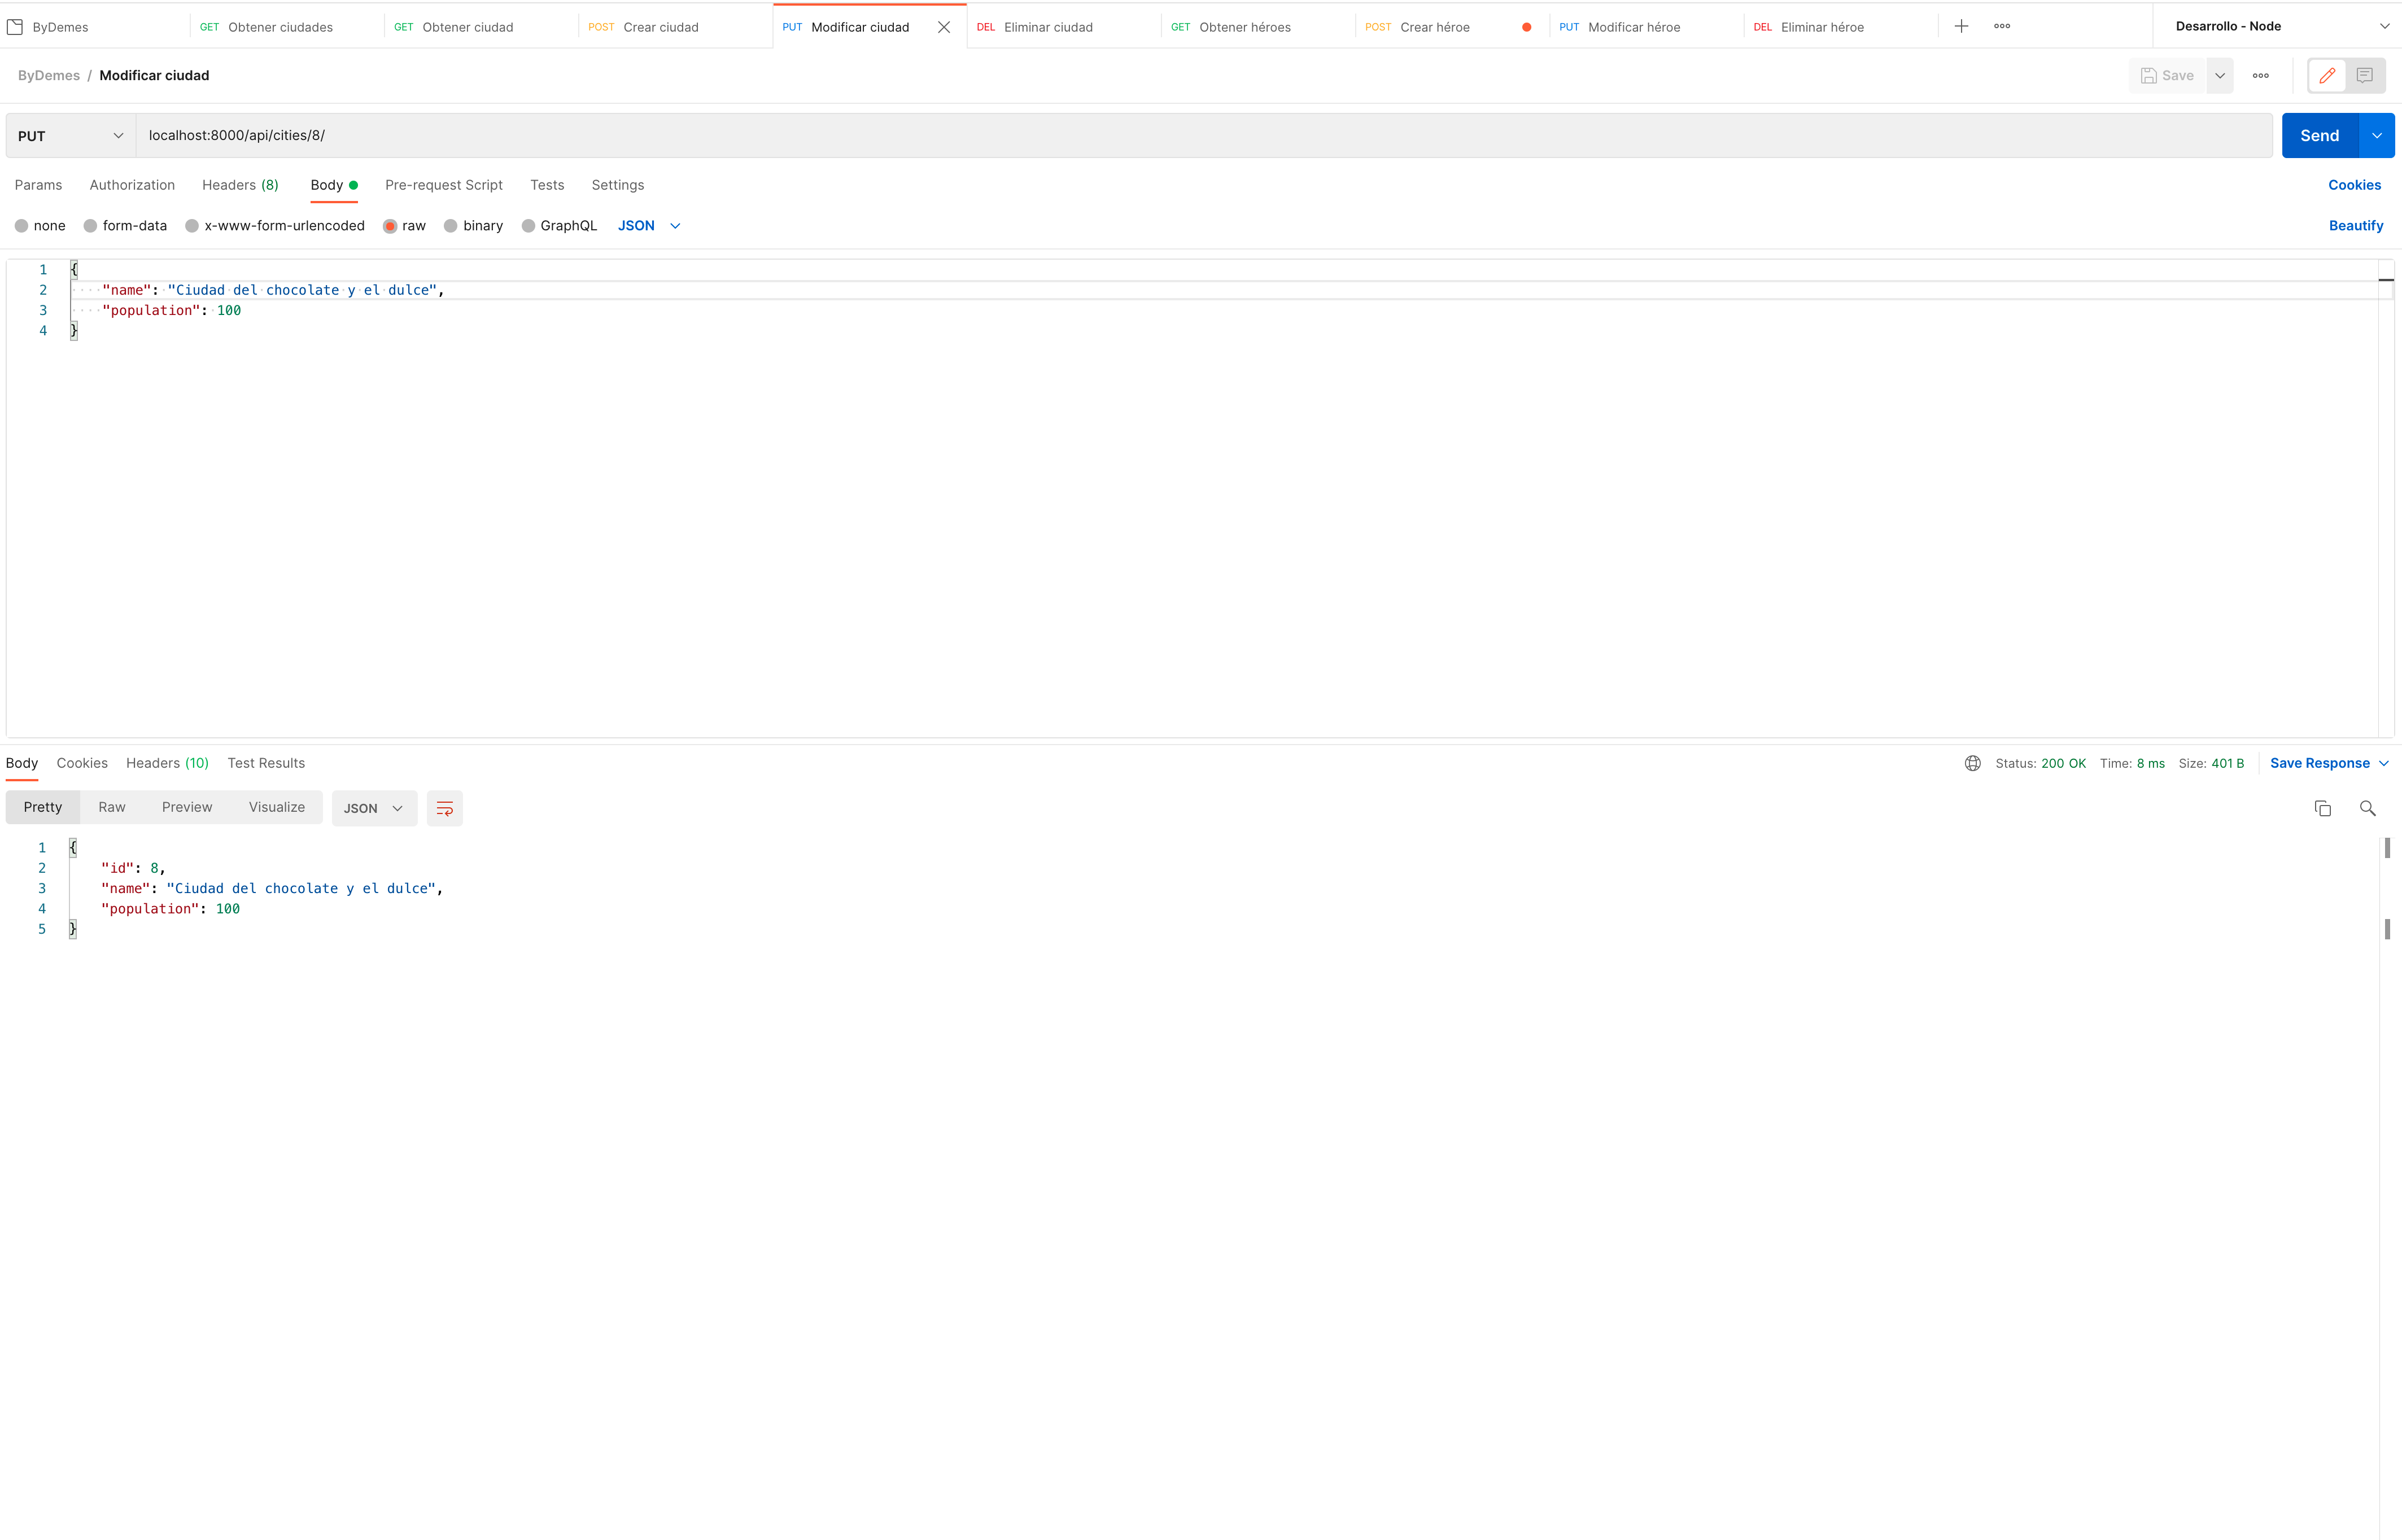 ByDemes GET Obtener ciudades GET Obtener ciudad POST Crear ciudad PUT Modificar ciudad DEL Eliminar ciudad GET Obtener héroes POST Crear héroe PUT Modificar héroe DEL Eliminar héroe Desarrollo - Node
ByDemes / Modificar ciudad Save
PUT localhost:8000/api/cities/8/ Send
Params Authorization Headers (8) Body Pre-request Script Tests Settings Cookies
none form-data x-www-form-urlencoded raw binary GraphQL JSON Beautify
1 {
2 "name": "Ciudad del chocolate y el dulce",
3 "population": 100
4 }
Body Cookies Headers (10) Test Results Status: 200 OK Time: 8 ms Size: 401 B Save Response
Pretty Raw Preview Visualize JSON
1 {
2 "id": 8,
3 "name": "Ciudad del chocolate y el dulce",
4 "population": 100
5 }